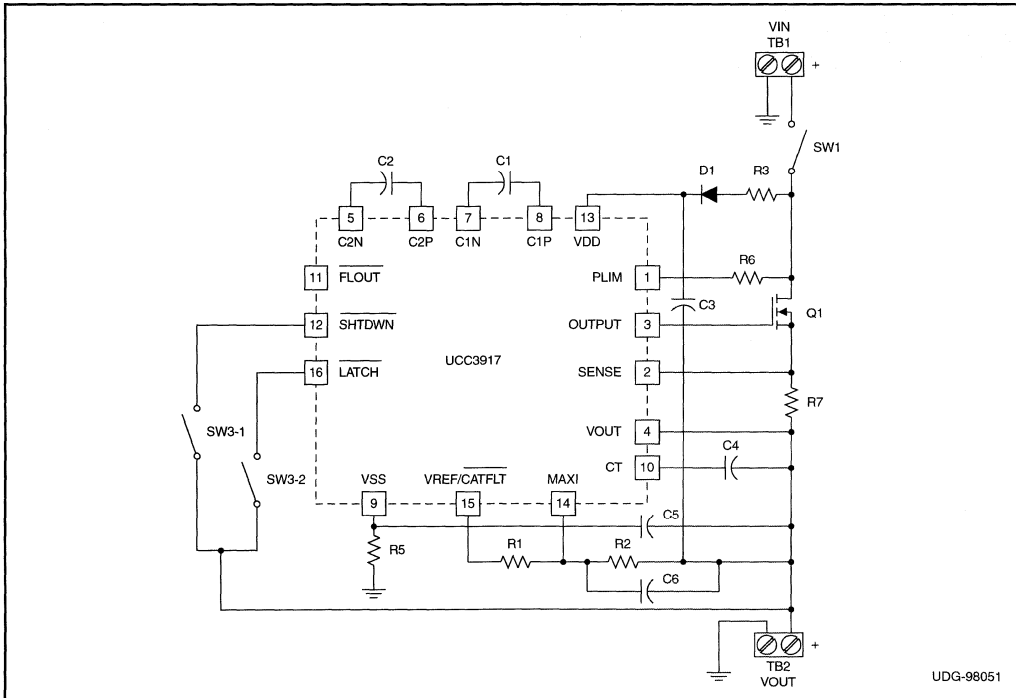 VIN
TB1
+
SW1
C2
C1
D1
R3
5
6
7
8
13
C2N
C2P
C1N
C1P
VDD
11
FLOUT
PLIM
1
R6
C3
12
SHTDWN
OUTPUT
3
Q1
UCC3917
16
LATCH
SENSE
2
R7
VOUT
4
SW3-1
C4
CT
10
SW3-2
VSS
VREF/CATFLT
MAXI
9
15
14
C5
R5
R1
R2
C6
+
TB2
VOUT
UDG-98051